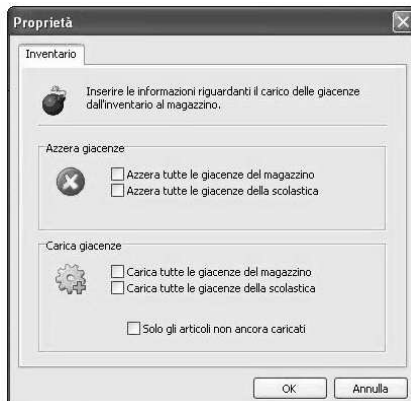 Proprietà
Inventario
Inserire le informazioni riguardanti il carico delle giacenze
dall'inventario al magazzino.
Azzera giacenze
Azzera tutte le giacenze del magazzino
Azzera tutte le giacenze della scolastica
Carica giacenze
Carica tutte le giacenze del magazzino
Carica tutte le giacenze della scolastica
Solo gli articoli non ancora caricati
OK Annulla